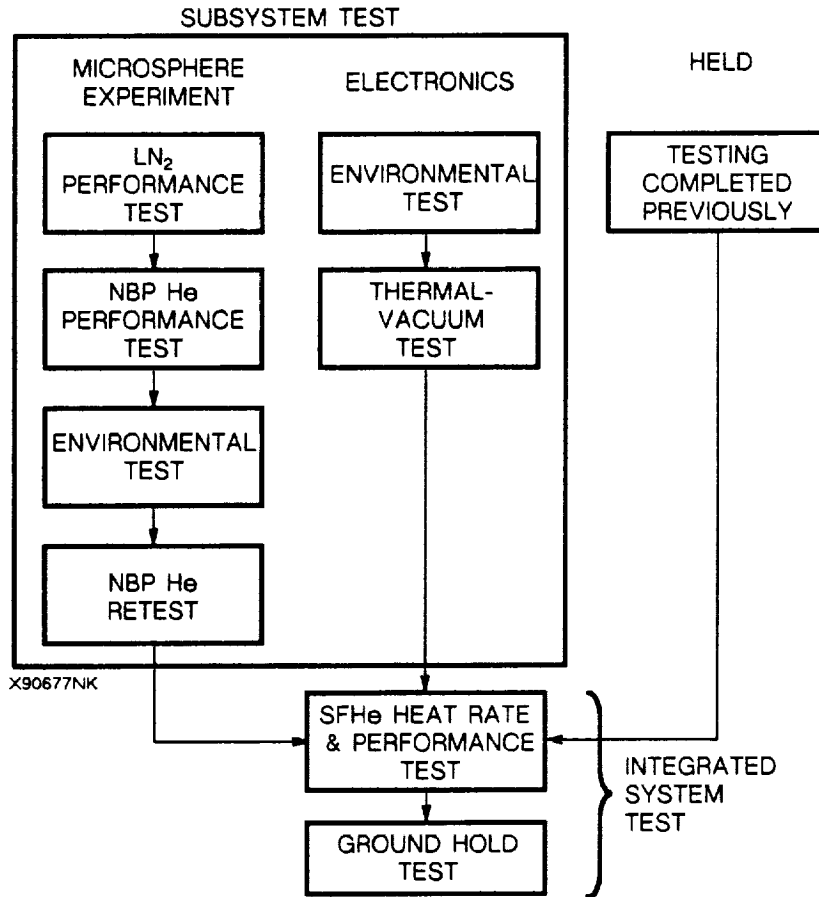 SUBSYSTEM TEST
MICROSPHERE
EXPERIMENT
LN₂
PERFORMANCE
TEST
NBP He
PERFORMANCE
TEST
ENVIRONMENTAL
TEST
NBP He
RETEST
ELECTRONICS
ENVIRONMENTAL
TEST
THERMAL-
VACUUM
TEST
HELD
TESTING
COMPLETED
PREVIOUSLY
X90677NK
SFHe HEAT RATE
& PERFORMANCE
TEST
GROUND HOLD
TEST
INTEGRATED
SYSTEM
TEST